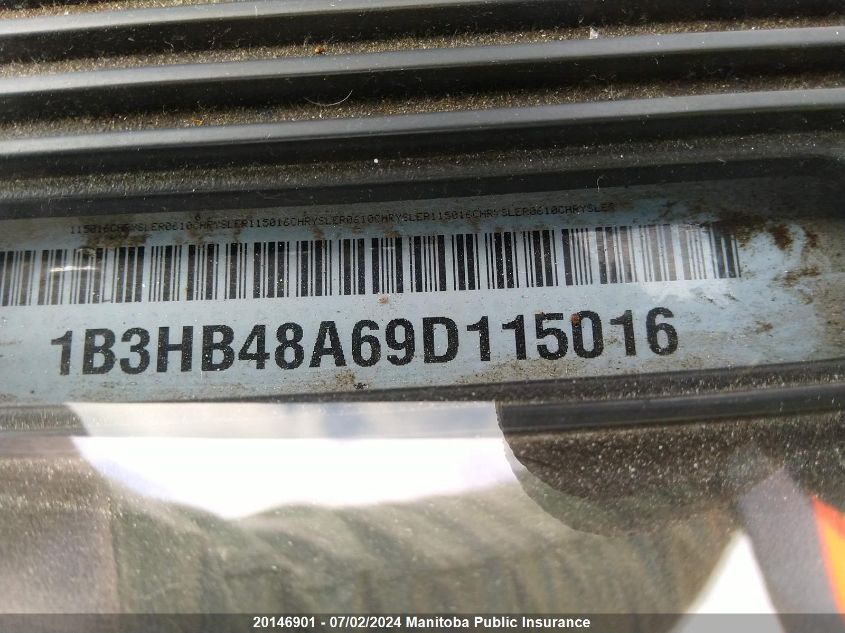 115016CHRYSLER0610CHRYSLER115016CHRYSLER0610CHRYSLER115016CHRYSLER0610CHRYSLER
1B3HB48A69D115016
20146901 - 07/02/2024 Manitoba Public Insurance